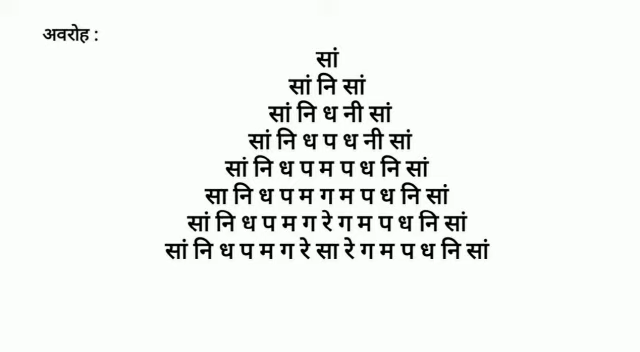 अवरोह :
सां
सां नि सां
सां नि ध नी सां
सां नि ध प ध नी सां
सां नि ध प म प ध नि सां
सा नि ध प म ग म प ध नि सां
सां नि ध प म ग रे ग म प ध नि सां
सां नि ध प म ग रे सा रे ग म प ध नि सां